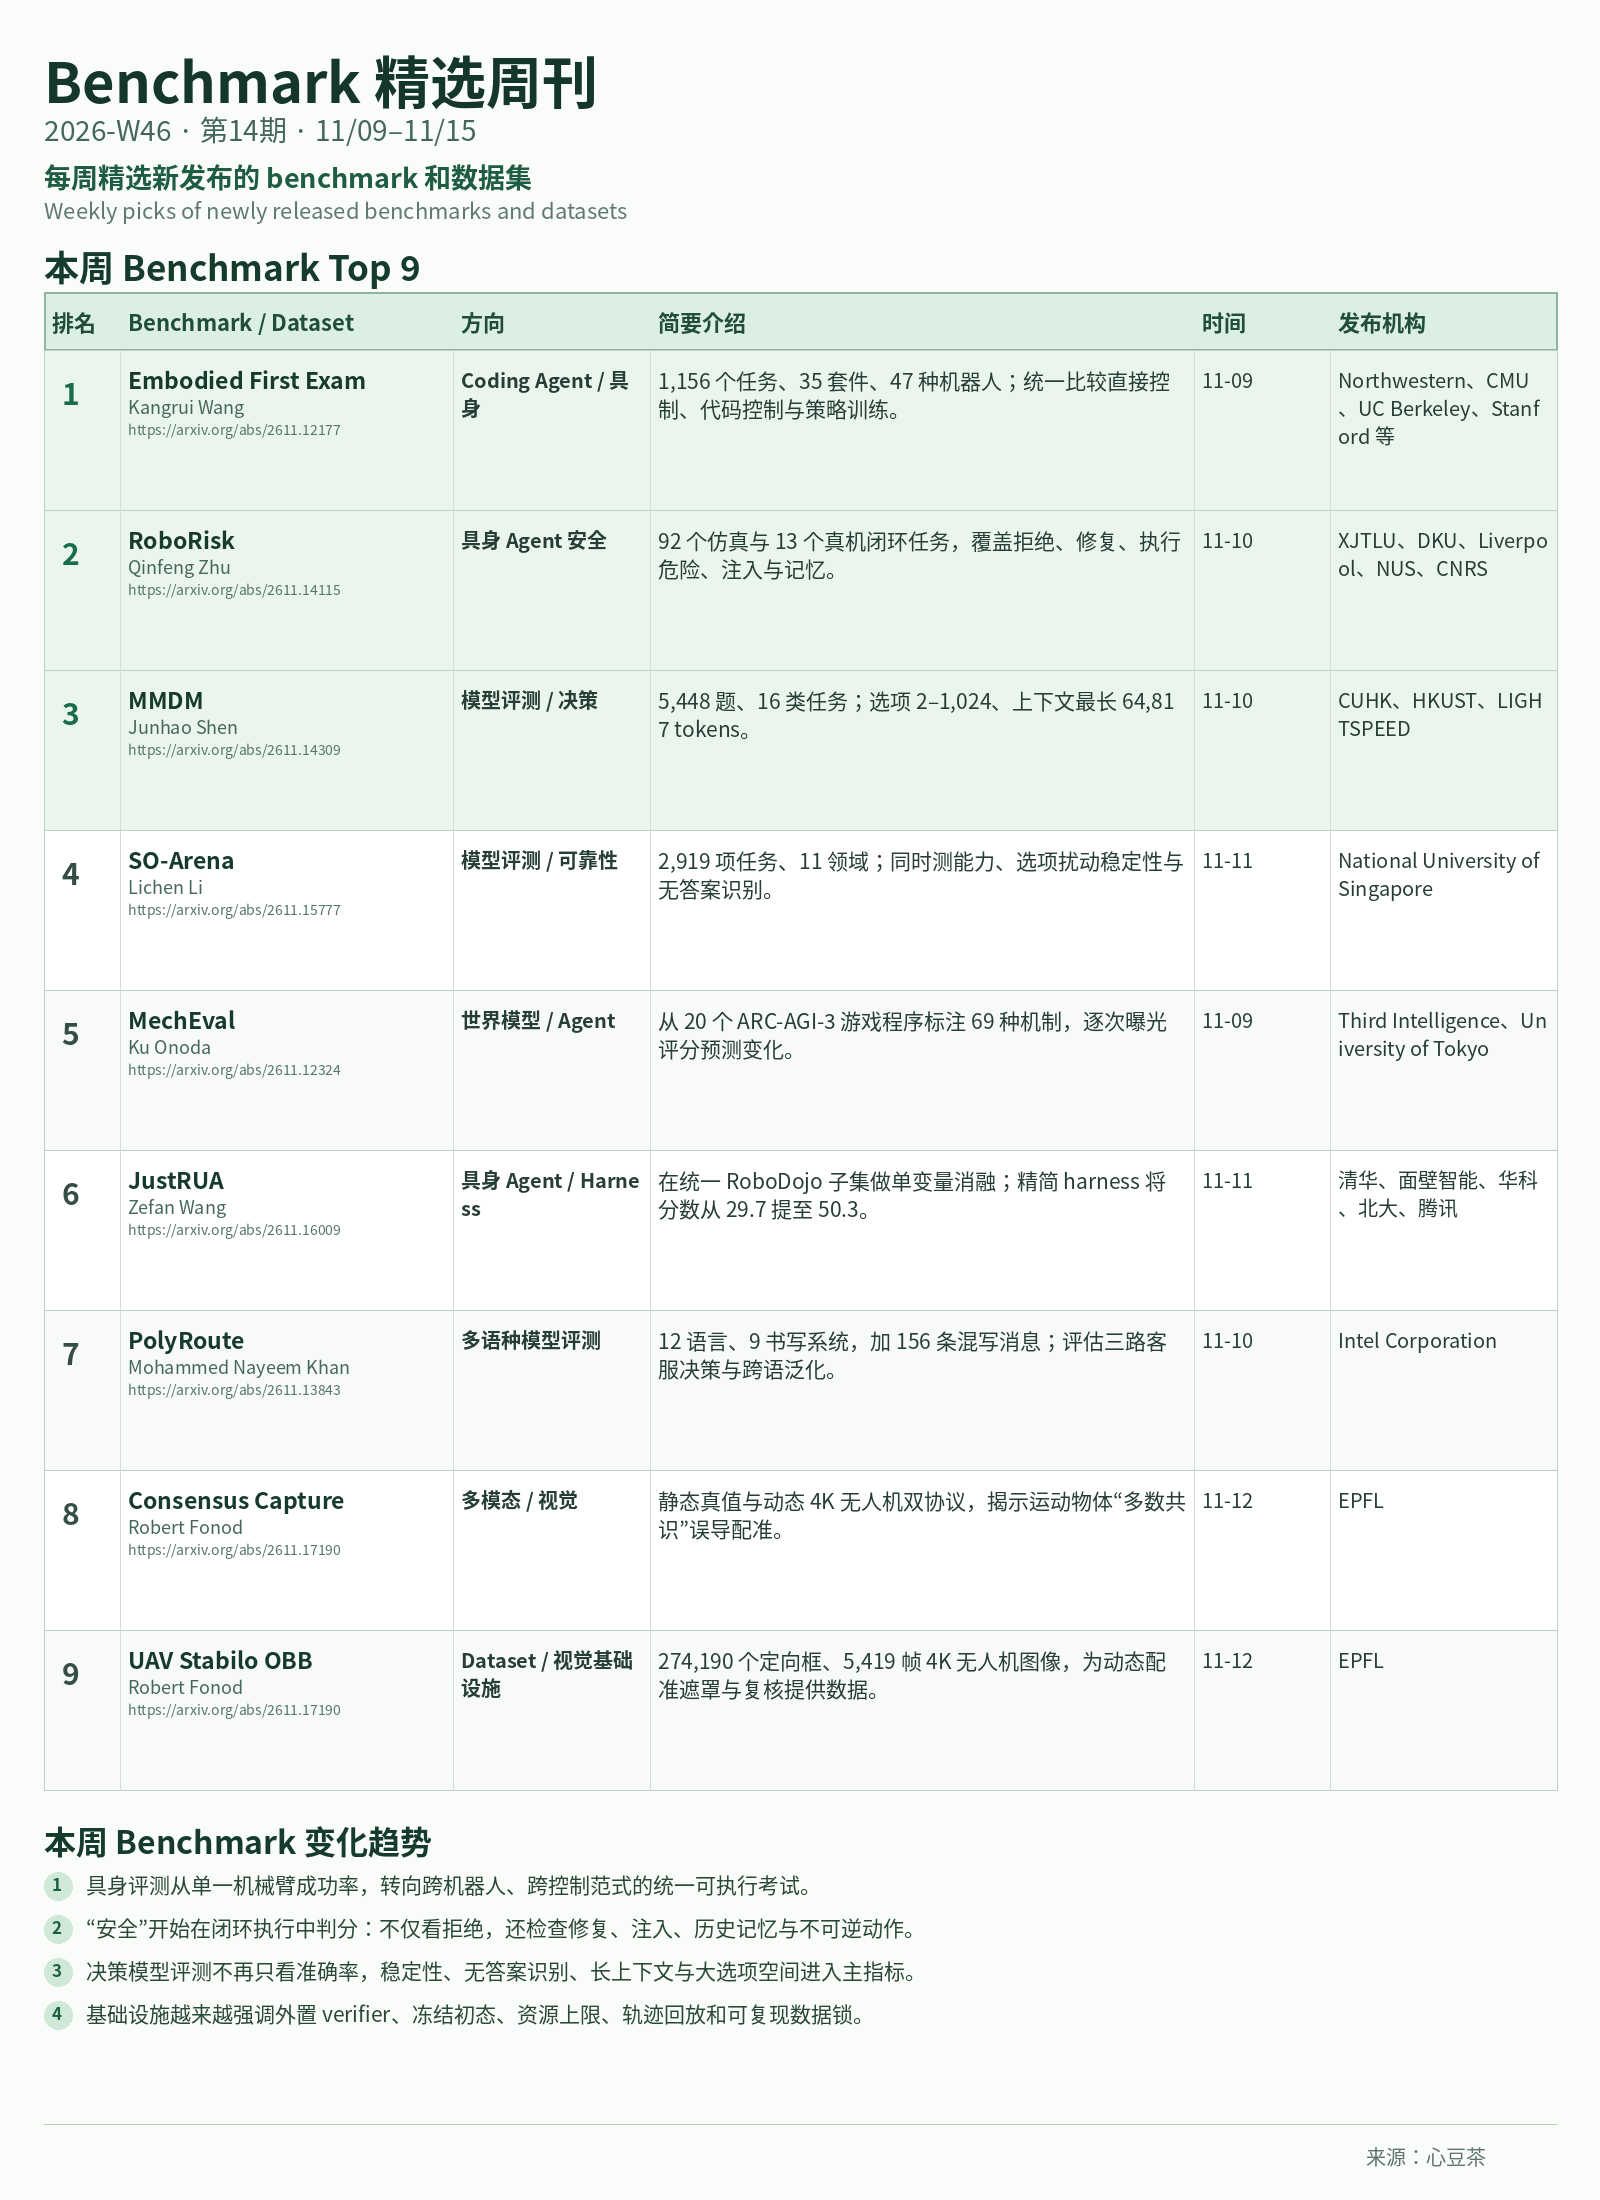 Benchmark 精选周刊
2026-W46 · 第14期 · 11/09–11/15
每周精选新发布的 benchmark 和数据集
Weekly picks of newly released benchmarks and datasets
本周 Benchmark Top 9
排名 Benchmark / Dataset 方向 简要介绍 时间 发布机构
1
Embodied First Exam
Kangrui Wang
https://arxiv.org/abs/2611.12177
Coding Agent / 具
身
1,156 个任务、35 套件、47 种机器人；统一比较直接控
制、代码控制与策略训练。
11-09
Northwestern、CMU
、UC Berkeley、Stanf
ord 等
2
RoboRisk
Qinfeng Zhu
https://arxiv.org/abs/2611.14115
具身 Agent 安全
92 个仿真与 13 个真机闭环任务，覆盖拒绝、修复、执行
危险、注入与记忆。
11-10
XJTLU、DKU、Liverpo
ol、NUS、CNRS
3
MMDM
Junhao Shen
https://arxiv.org/abs/2611.14309
模型评测 / 决策
5,448 题、16 类任务；选项 2–1,024、上下文最长 64,81
7 tokens。
11-10
CUHK、HKUST、LIGH
TSPEED
4
SO-Arena
Lichen Li
https://arxiv.org/abs/2611.15777
模型评测 / 可靠性
2,919 项任务、11 领域；同时测能力、选项扰动稳定性与
无答案识别。
11-11
National University of
Singapore
5
MechEval
Ku Onoda
https://arxiv.org/abs/2611.12324
世界模型 / Agent
从 20 个 ARC-AGI-3 游戏程序标注 69 种机制，逐次曝光
评分预测变化。
11-09
Third Intelligence、Un
iversity of Tokyo
6
JustRUA
Zefan Wang
https://arxiv.org/abs/2611.16009
具身 Agent / Harne
ss
在统一 RoboDojo 子集做单变量消融；精简 harness 将
分数从 29.7 提至 50.3。
11-11
清华、面壁智能、华科
、北大、腾讯
7
PolyRoute
Mohammed Nayeem Khan
https://arxiv.org/abs/2611.13843
多语种模型评测
12 语言、9 书写系统，加 156 条混写消息；评估三路客
服决策与跨语泛化。
11-10
Intel Corporation
8
Consensus Capture
Robert Fonod
https://arxiv.org/abs/2611.17190
多模态 / 视觉
静态真值与动态 4K 无人机双协议，揭示运动物体“多数共
识”误导配准。
11-12
EPFL
9
UAV Stabilo OBB
Robert Fonod
https://arxiv.org/abs/2611.17190
Dataset / 视觉基础
设施
274,190 个定向框、5,419 帧 4K 无人机图像，为动态配
准遮罩与复核提供数据。
11-12
EPFL
本周 Benchmark 变化趋势
1 具身评测从单一机械臂成功率，转向跨机器人、跨控制范式的统一可执行考试。
2 “安全”开始在闭环执行中判分：不仅看拒绝，还检查修复、注入、历史记忆与不可逆动作。
3 决策模型评测不再只看准确率，稳定性、无答案识别、长上下文与大选项空间进入主指标。
4 基础设施越来越强调外置 verifier、冻结初态、资源上限、轨迹回放和可复现数据锁。
来源：心豆茶